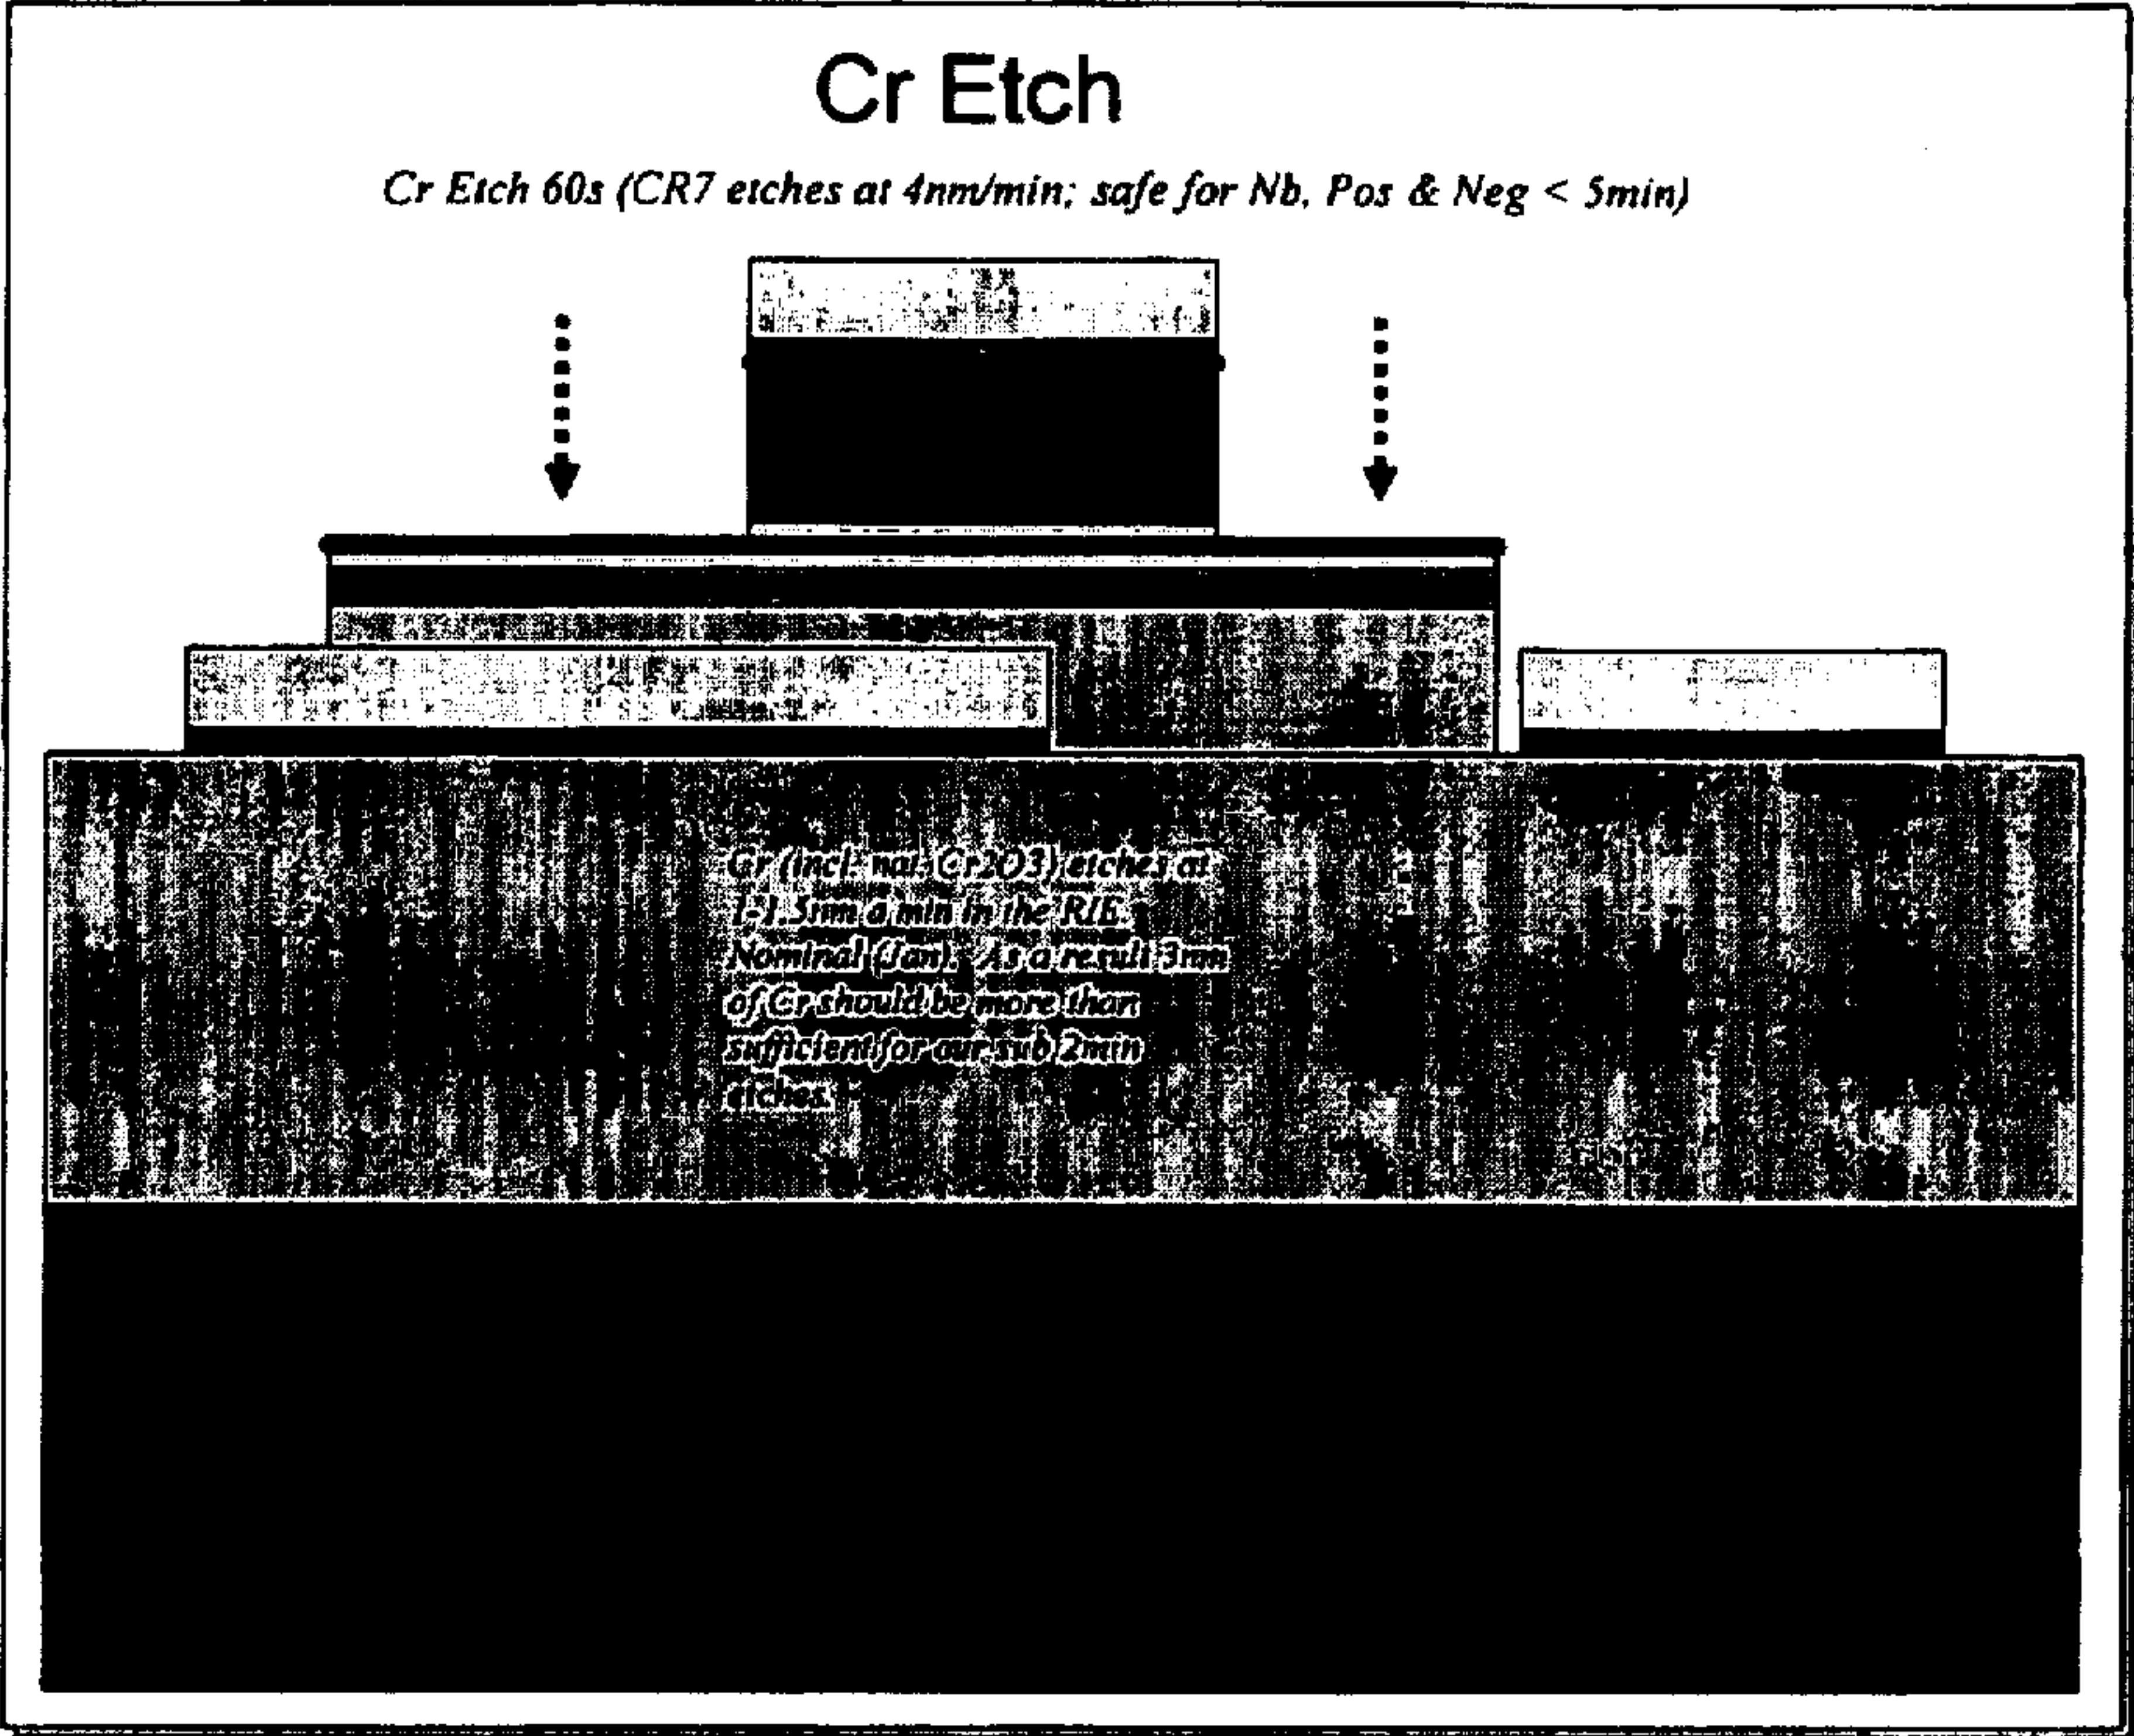 Cr Etch
Cr Etch 60s (CR7 etches at 4nm/min; safe for Nb, Pos & Neg < 5min)
Cr (incl. nat. Cr2O3) etches at
1-1.5nm a min in the RIE.
Nominal (Jan). As a result 3nm
of Cr should be more than
sufficient for our sub 2min
etches.